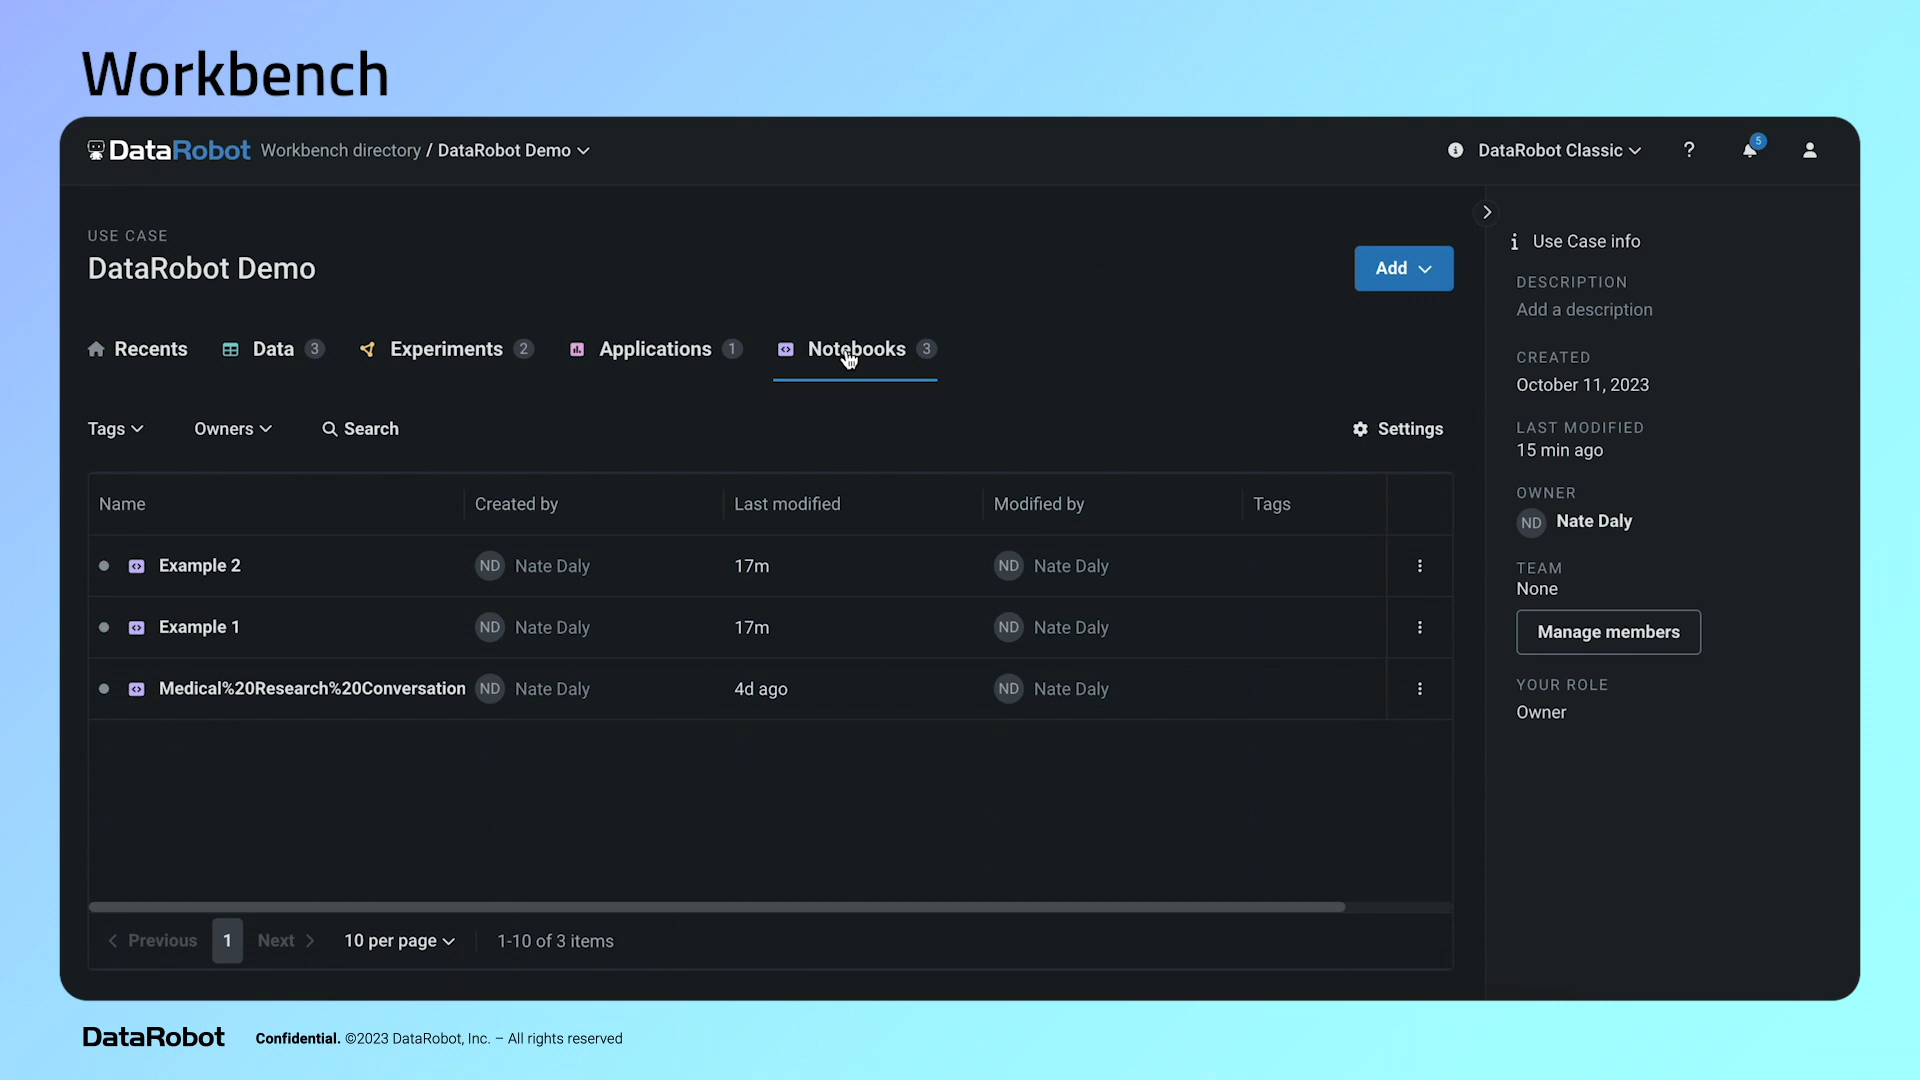 Workbench
DataRobot Workbench directory / DataRobot Demo
DataRobot Classic
?
5
USE CASE
DataRobot Demo
Add
Recents
Data 3
Experiments 2
Applications 1
Notebooks 3
Tags
Owners
Search
Settings
Name Created by Last modified Modified by Tags
Example 2 ND Nate Daly 17m ND Nate Daly
Example 1 ND Nate Daly 17m ND Nate Daly
Medical%20Research%20Conversation ND Nate Daly 4d ago ND Nate Daly
Previous 1 Next 10 per page 1-10 of 3 items
Use Case info
DESCRIPTION
Add a description
CREATED
October 11, 2023
LAST MODIFIED
15 min ago
OWNER
ND Nate Daly
TEAM
None
Manage members
YOUR ROLE
Owner
DataRobot Confidential. ©2023 DataRobot, Inc. – All rights reserved